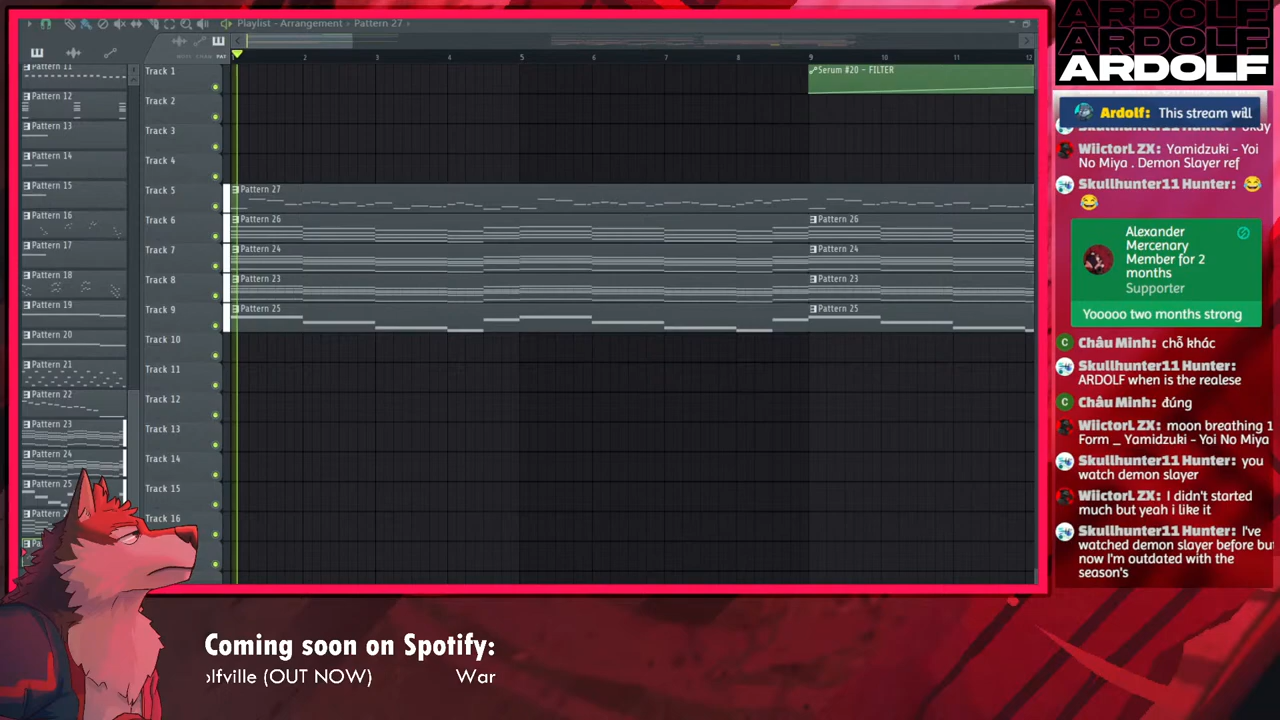 Playlist - Arrangement › Pattern 27 ›
ARDOLF
ARDOLF
ARDOLF
1 2 3 4 5 6 7 8 9 10 11 12
Pattern 11
Pattern 12
Pattern 13
Pattern 14
Pattern 15
Pattern 16
Pattern 17
Pattern 18
Pattern 19
Pattern 20
Pattern 21
Pattern 22
Pattern 23
Pattern 24
Pattern 25
Track 1
Track 2
Track 3
Track 4
Track 5
Track 6
Track 7
Track 8
Track 9
Track 10
Track 11
Track 12
Track 13
Track 14
Track 15
Track 16
Serum #20 - FILTER
Pattern 27
Pattern 26 Pattern 26
Pattern 24 Pattern 24
Pattern 23 Pattern 23
Pattern 25 Pattern 25
Ardolf: This stream will
Skullhunter11 Hunter: okay
WiictorL ZX: Yamidzuki - Yoi
No Miya . Demon Slayer ref
Skullhunter11 Hunter: 😂
😂
Alexander
Mercenary
Member for 2
months
Supporter
Yooooo two months strong
C Châu Minh: chỗ khác
Skullhunter11 Hunter:
ARDOLF when is the realese
C Châu Minh: đúng
WiictorL ZX: moon breathing 1
Form _ Yamidzuki - Yoi No Miya
Skullhunter11 Hunter: you
watch demon slayer
WiictorL ZX: I didn't started
much but yeah i like it
Skullhunter11 Hunter: I've
watched demon slayer before but
now I'm outdated with the
season's
Coming soon on Spotify:
olfville (OUT NOW) War